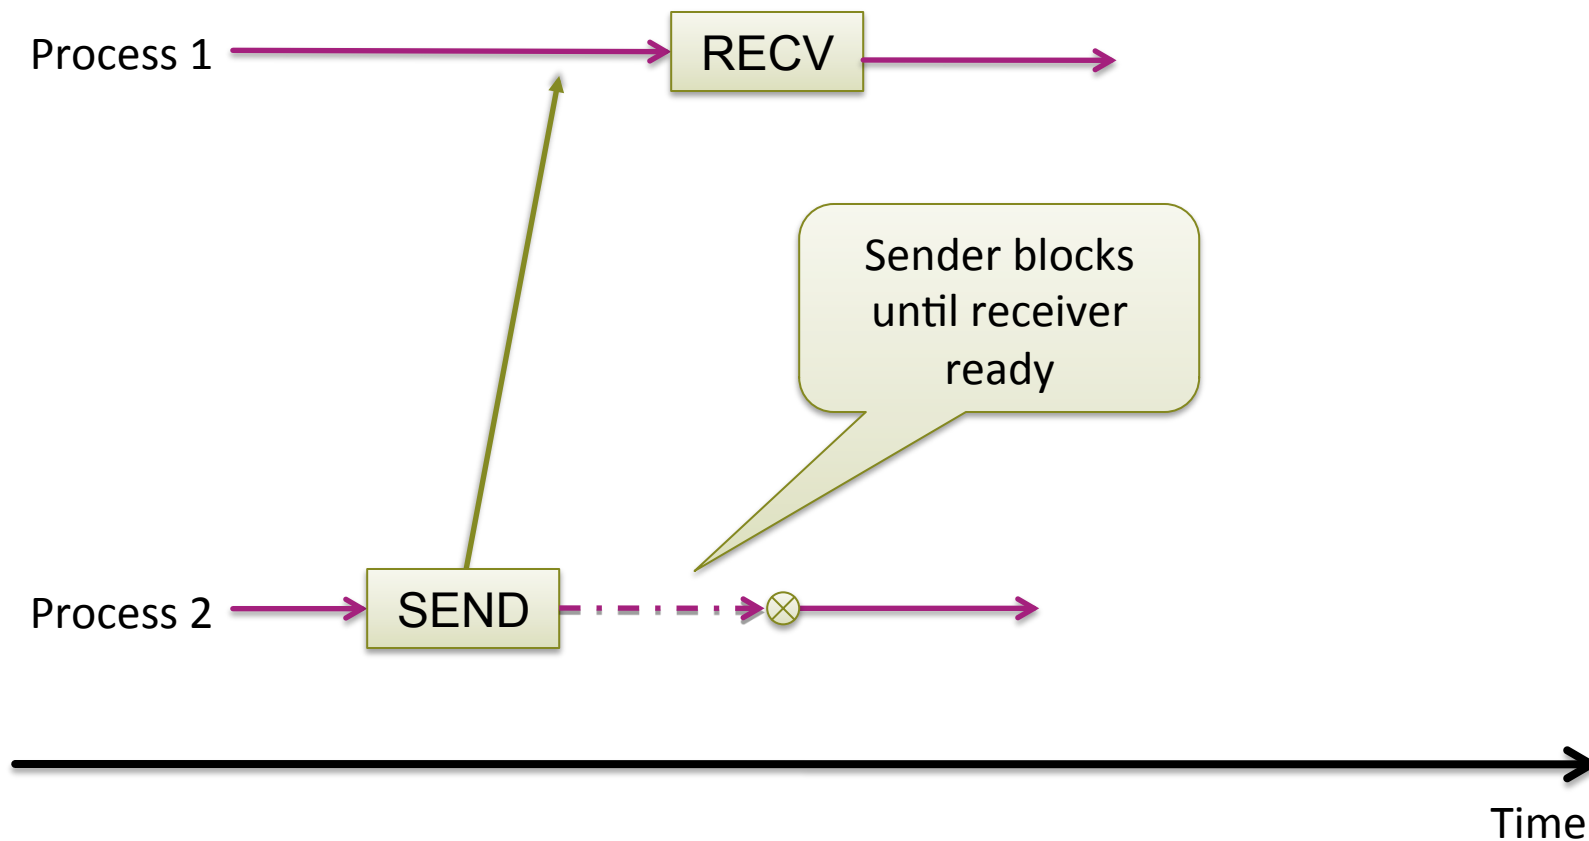 Process 1
RECV
Sender blocks
until receiver
ready
Process 2
SEND
Time